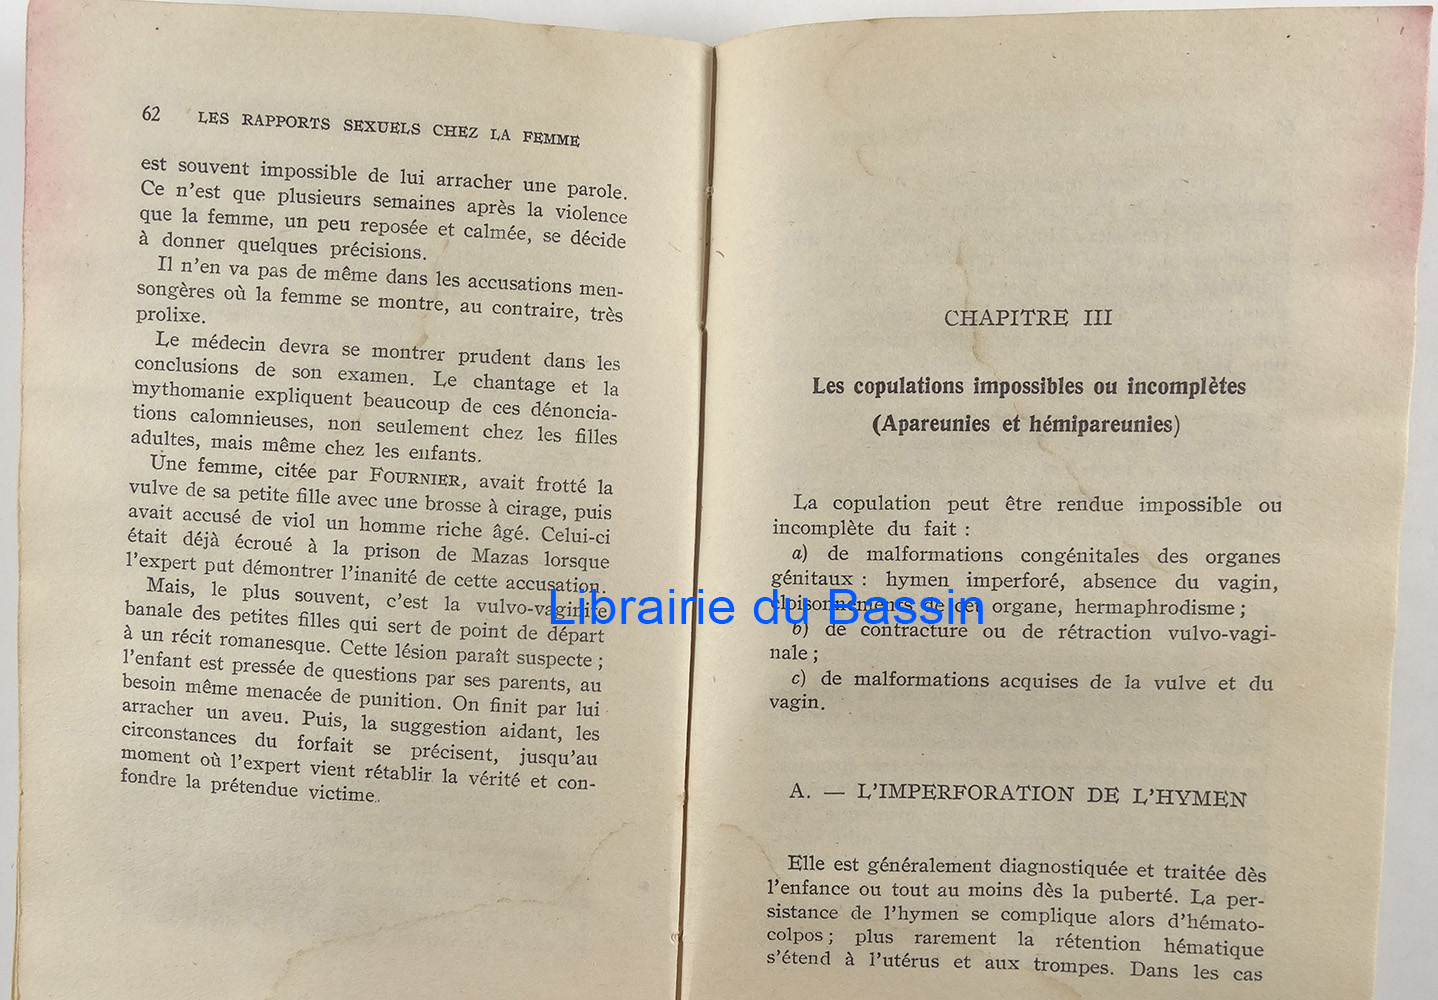 62 LES RAPPORTS SEXUELS CHEZ LA FEMME
est souvent impossible de lui arracher une parole.
Ce n'est que plusieurs semaines après la violence
que la femme, un peu reposée et calmée, se décide
à donner quelques précisions.
Il n'en va pas de même dans les accusations men-
songères où la femme se montre, au contraire, très
prolixe.
Le médecin devra se montrer prudent dans les
conclusions de son examen. Le chantage et la
mythomanie expliquent beaucoup de ces dénoncia-
tions calomnieuses, non seulement chez les filles
adultes, mais même chez les enfants.
Une femme, citée par FOURNIER, avait frotté la
vulve de sa petite fille avec une brosse à cirage, puis
avait accusé de viol un homme riche âgé. Celui-ci
était déjà écroué à la prison de Mazas lorsque
l'expert put démontrer l'inanité de cette accusation.
Mais, le plus souvent, c'est la vulvo-vaginite
banale des petites filles qui sert de point de départ
à un récit romanesque. Cette lésion paraît suspecte ;
l'enfant est pressée de questions par ses parents, au
besoin même menacée de punition. On finit par lui
arracher un aveu. Puis, la suggestion aidant, les
circonstances du forfait se précisent, jusqu'au
moment où l'expert vient rétablir la vérité et con-
fondre la prétendue victime.
CHAPITRE III
Les copulations impossibles ou incomplètes
(Apareunies et hémipareunies)
La copulation peut être rendue impossible ou
incomplète du fait :
a) de malformations congénitales des organes
génitaux : hymen imperforé, absence du vagin,
cloisonnements de cet organe, hermaphrodisme ;
b) de contracture ou de rétraction vulvo-vagi-
nale ;
c) de malformations acquises de la vulve et du
vagin.
A. — L'IMPERFORATION DE L'HYMEN
Elle est généralement diagnostiquée et traitée dès
l'enfance ou tout au moins dès la puberté. La per-
sistance de l'hymen se complique alors d'hémato-
colpos ; plus rarement la rétention hématique
s'étend à l'utérus et aux trompes. Dans les cas
Librairie du Bassin